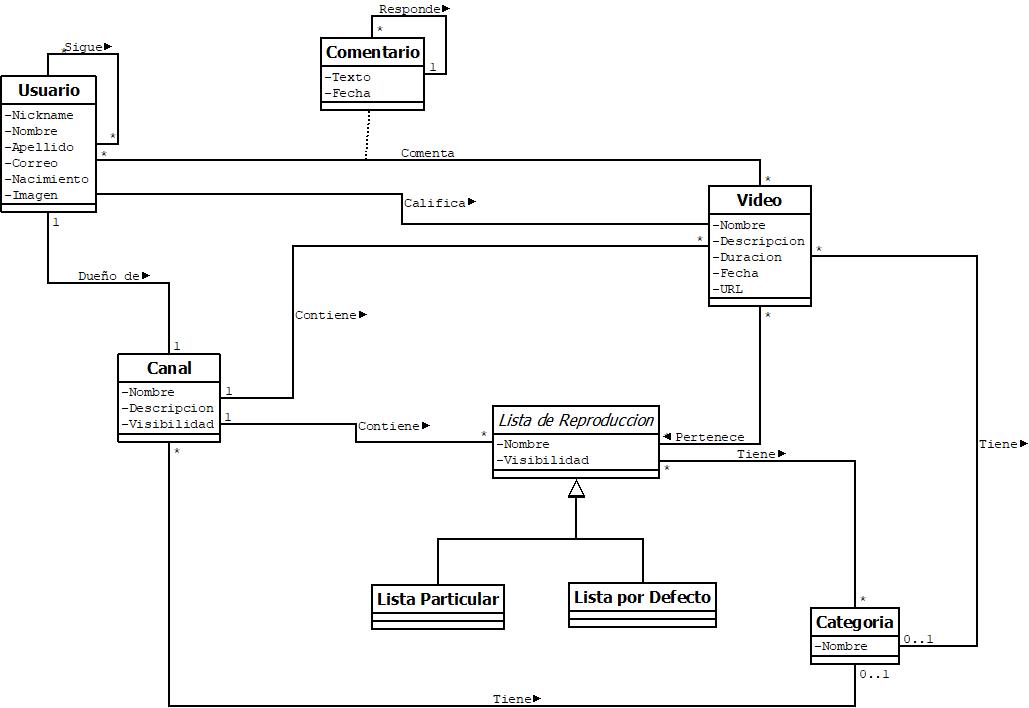 Responde
*
Comentario
1
-Texto
-Fecha
Sigue
*
Usuario
-Nickname
-Nombre
-Apellido
-Correo
-Nacimiento
-Imagen
*
*
Comenta
*
Califica
Video
-Nombre
-Descripcion
-Duracion
-Fecha
-URL
*
*
*
1
Dueño de
1
Contiene
Canal
-Nombre
-Descripcion
-Visibilidad
1
1
Contiene
*
*
Lista de Reproduccion
-Nombre
-Visibilidad
Pertenece
*
Tiene
Tiene
Lista Particular
Lista por Defecto
*
Categoria
-Nombre
0..1
0..1
Tiene